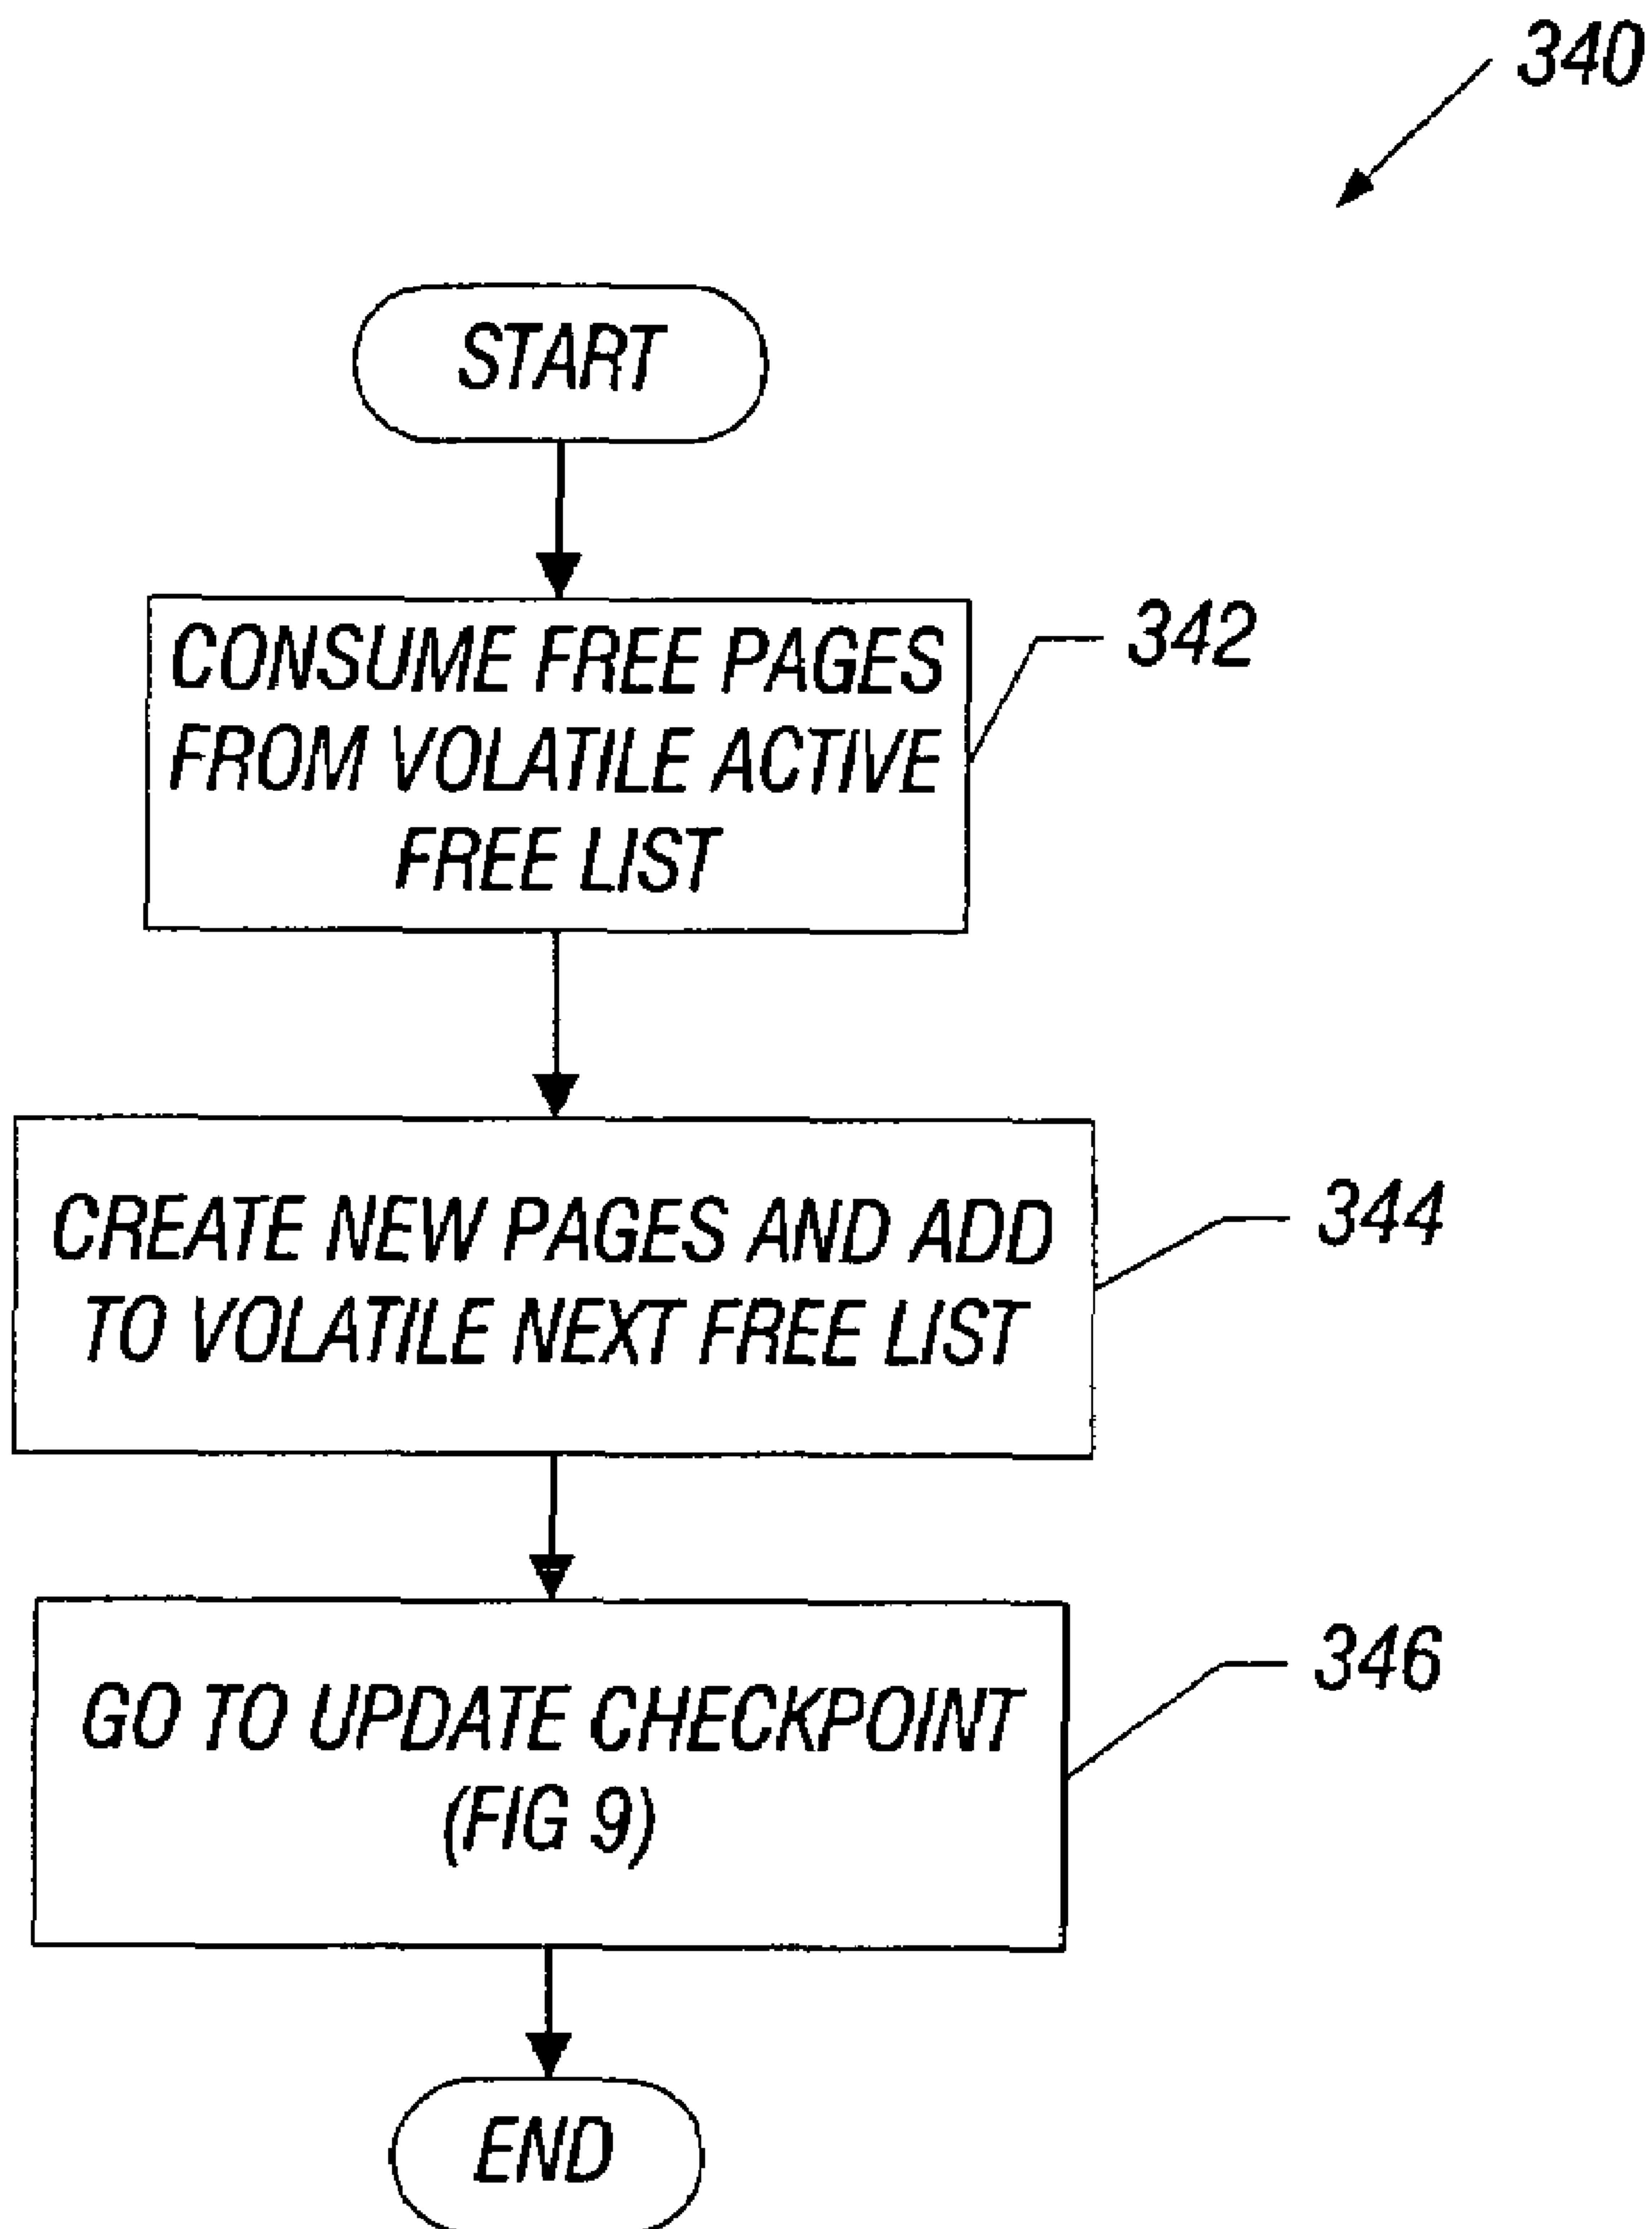 340
START
CONSUME FREE PAGES
FROM VOLATILE ACTIVE
FREE LIST
342
CREATE NEW PAGES AND ADD
TO VOLATILE NEXT FREE LIST
344
GO TO UPDATE CHECKPOINT
(FIG 9)
346
END